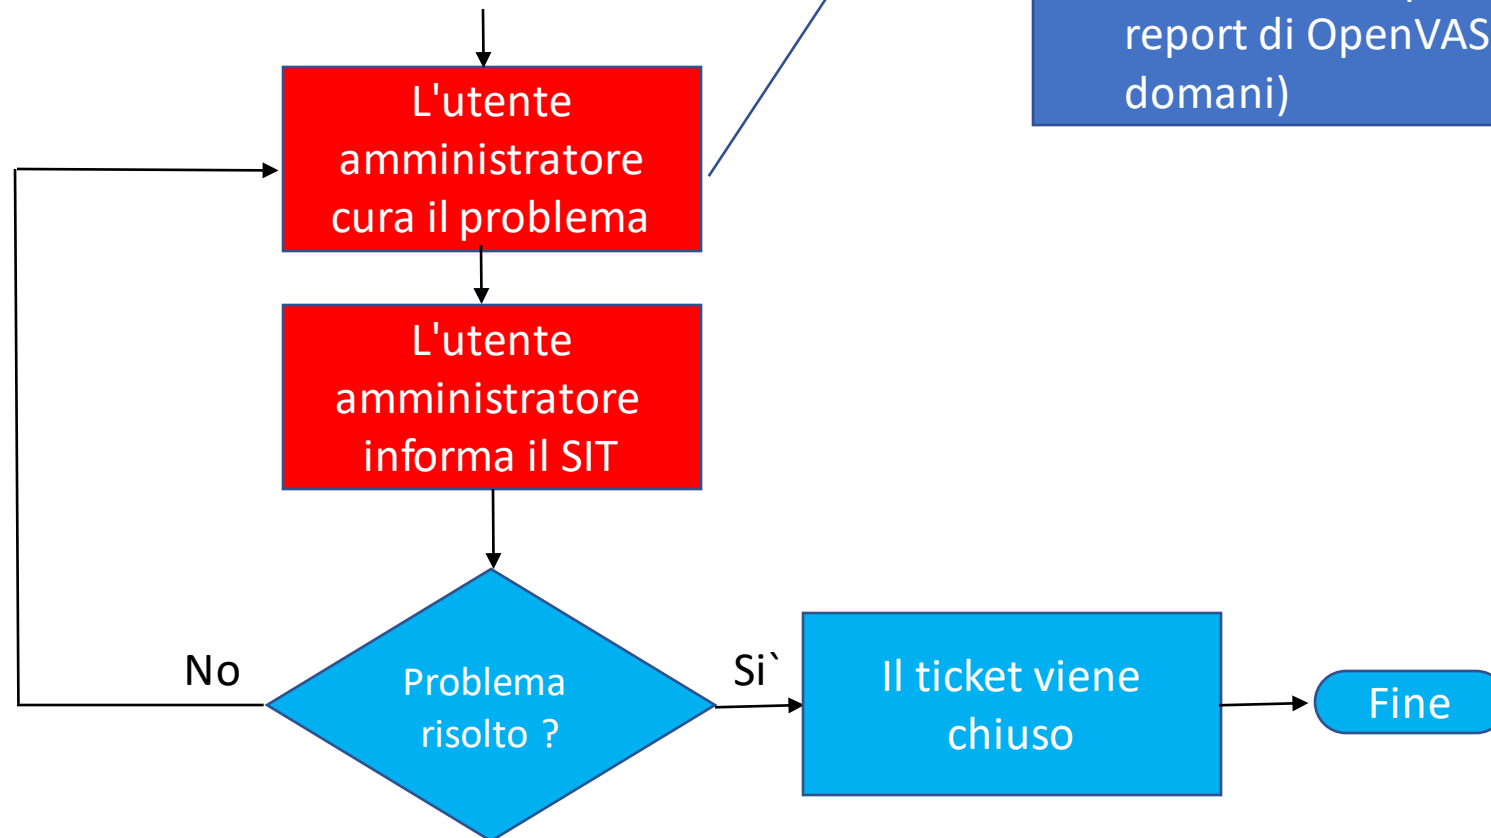 report di OpenVAS
domani)
L'utente
amministratore
cura il problema
L'utente
amministratore
informa il SIT
No
Problema
risolto ?
Si`
Il ticket viene
chiuso
Fine